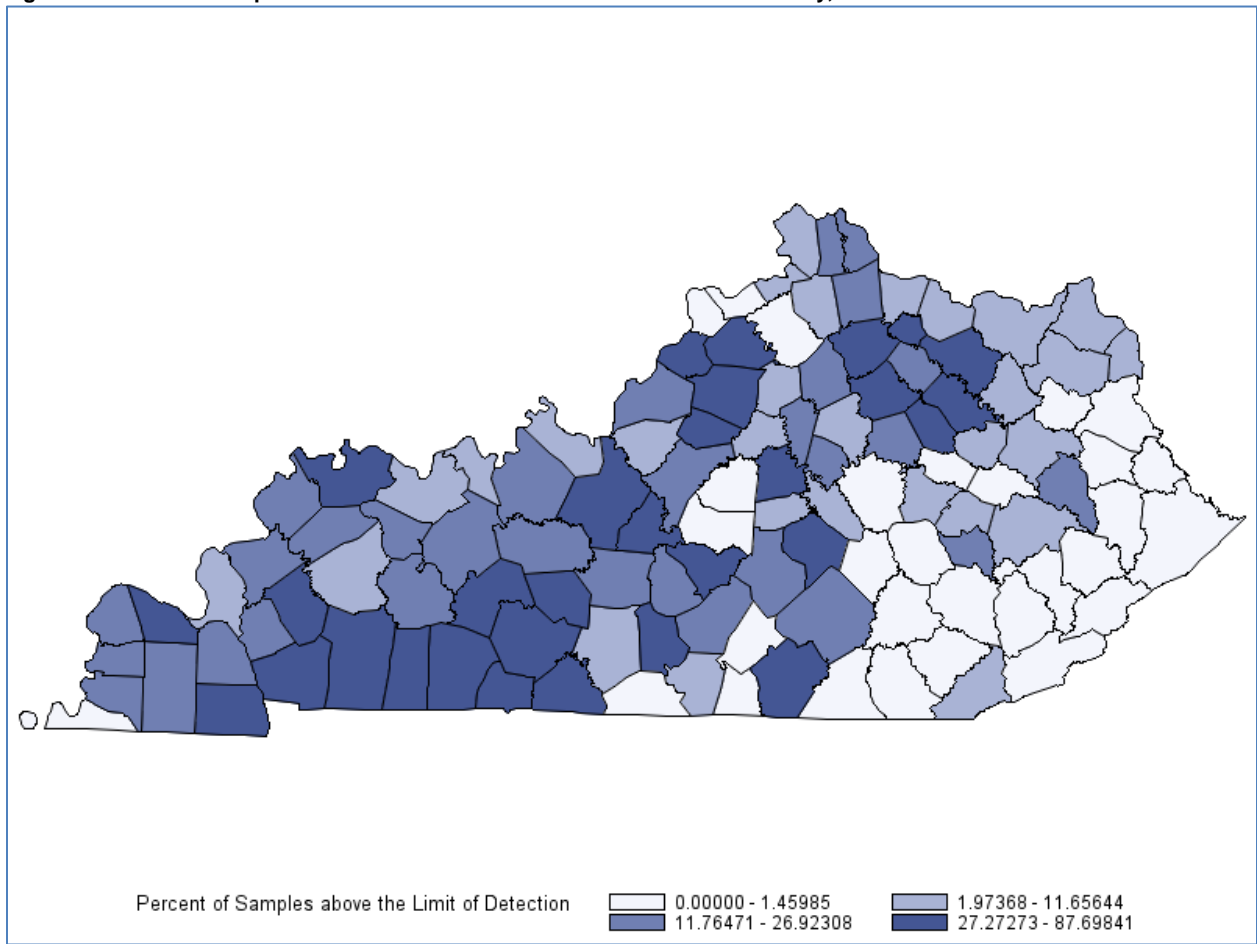 Percent of Samples above the Limit of Detection
0.00000 - 1.45985
1.97368 - 11.65644
11.76471 - 26.92308
27.27273 - 87.69841